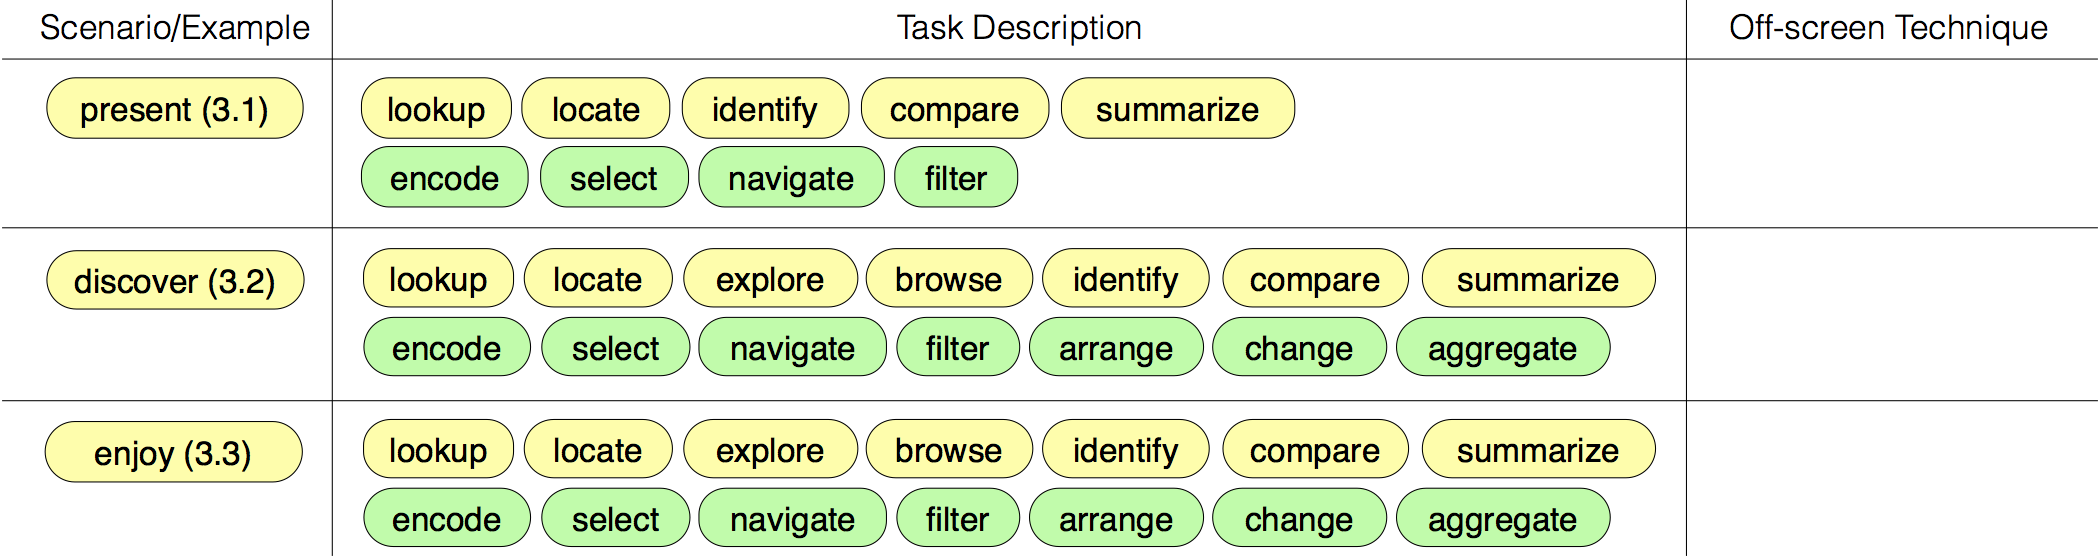 Scenario/Example Task Description Off-screen Technique
present (3.1) lookup locate identify compare summarize
encode select navigate filter
discover (3.2) lookup locate explore browse identify compare summarize
encode select navigate filter arrange change aggregate
enjoy (3.3) lookup locate explore browse identify compare summarize
encode select navigate filter arrange change aggregate